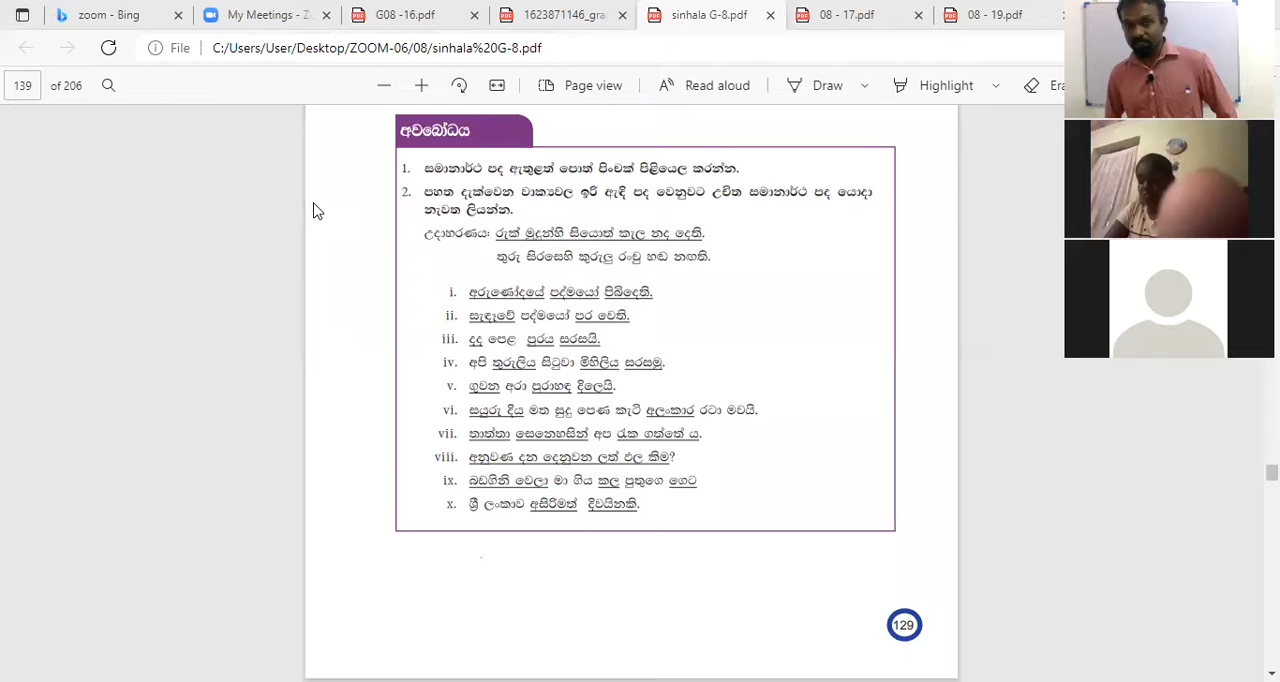 zoom - Bing
My Meetings - Z
G08 -16.pdf
1623871146_gra
sinhala G-8.pdf
08 - 17.pdf
08 - 19.pdf
File C:/Users/User/Desktop/ZOOM-06/08/sinhala%20G-8.pdf
139 of 206 Page view Read aloud Draw Highlight Era
අවබෝධය
1. සමානාර්ථ පද ඇතුළත් පොත් පිංචක් පිළියෙල කරන්න.
2. පහත දැක්වෙන වාක්‍යවල ඉරි ඇඳි පද වෙනුවට උචිත සමානාර්ථ පද යොදා
නැවත ලියන්න.
උදාහරණය: රුක් මුදුන්හි සියොත් කැල නද දෙති.
තුරු සිරසෙහි කුරුලු රංචු හඬ නඟති.
i. අරුණෝදයේ පද්මයෝ පිබිදෙති.
ii. සැඳෑවේ පද්මයෝ පර වෙති.
iii. දද පෙළ පුරය සරසයි.
iv. අපි තුරුලිය සිටුවා මිහිලිය සරසමු.
v. ගුවන අරා පුරාහඳ දිලෙයි.
vi. සයුරු දිය මත සුදු පෙණ කැටි අලංකාර රටා මවයි.
vii. තාත්තා සෙනෙහසින් අප රැක ගත්තේ ය.
viii. අනුවණ දන දෙනුවන ලත් ඵල කිම?
ix. බඩගිනි වෙලා මා ගිය කල පුතුගෙ ගෙට
x. ශ්‍රී ලංකාව අසිරිමත් දිවයිනකි.
129